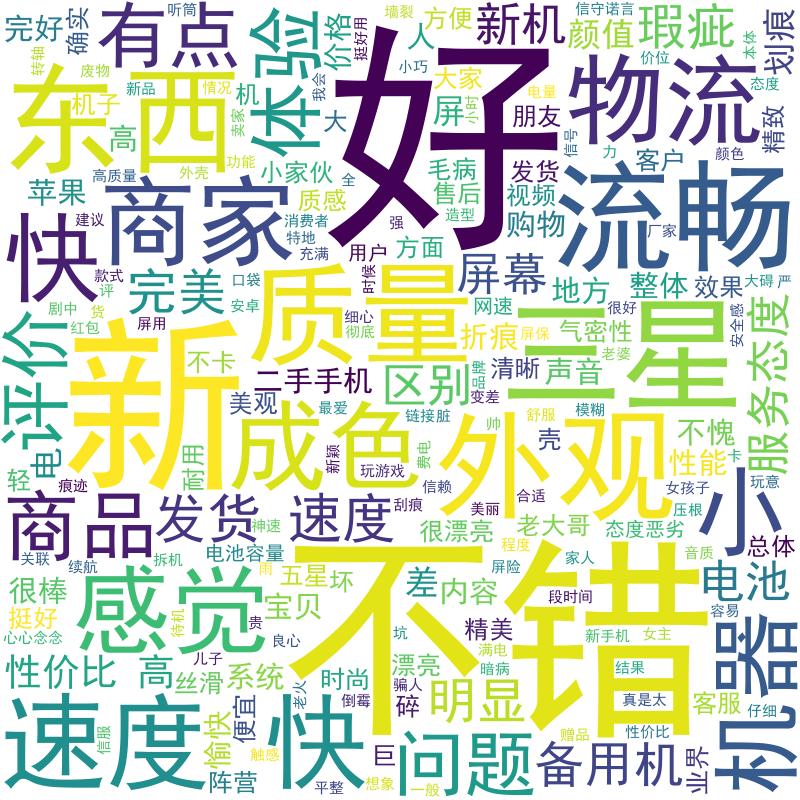 完好
确实
听筒
有点
体验
价格
挺好用
墙裂
方便
人
新机
信守诺言
颜值
瑕疵
划痕
转轴
废物
新品
情况
卖家
机
我会
小巧
大家
电量
小时
价位
本体
态度
东西
机子
高
大
好
屏
朋友
信号
物流
精致
苹果
高质量
外壳
功能
小家伙
全
毛病
售后
造型
发货
视频
购物
力
客户
颜色
商家
建议
质感
消费者
特地
充满
强
用户
方面
流畅
厂家
快
款式
评
货
完美
口袋
安卓
时候
屏幕
地方
整体
效果
大碍
严
剧中
红包
屏用
质量
细心
彻底
网速
折痕
屏保
气密性
很好
老婆
安全感
服务态度
评价
新
不卡
二手手机
区别
品牌
清晰
变差
声音
三星
美观
最爱
链接脏
舒服
模糊
成色
外观
帅
壳
不愧
性能
卡
轻
电
痕迹
耐用
新颖
玩游戏
费电
信赖
美丽
合适
女孩子
玩意
压根
小
商品
发货
神速
速度
刮痕
很漂亮
老大哥
态度恶劣
总体
关联
续航
拆机
电池容量
程度
家人
音质
屏险
很棒
挺好
心心念念
感觉
待机
雨
五星
坏
宝贝
贵
良心
坑
差
内容
精美
不错
段时间
新手机
女主
电池
容易
机器
性价比
高
丝滑
儿子
系统
时尚
老火
倒霉
漂亮
骗人
满电
暗病
碎
明显
结果
真是太
客服
仔细
速度
信服
愉快
便宜
触感
阵营
快
平整
巨
想象
问题
一般
备用机
赠品
性价比
业界